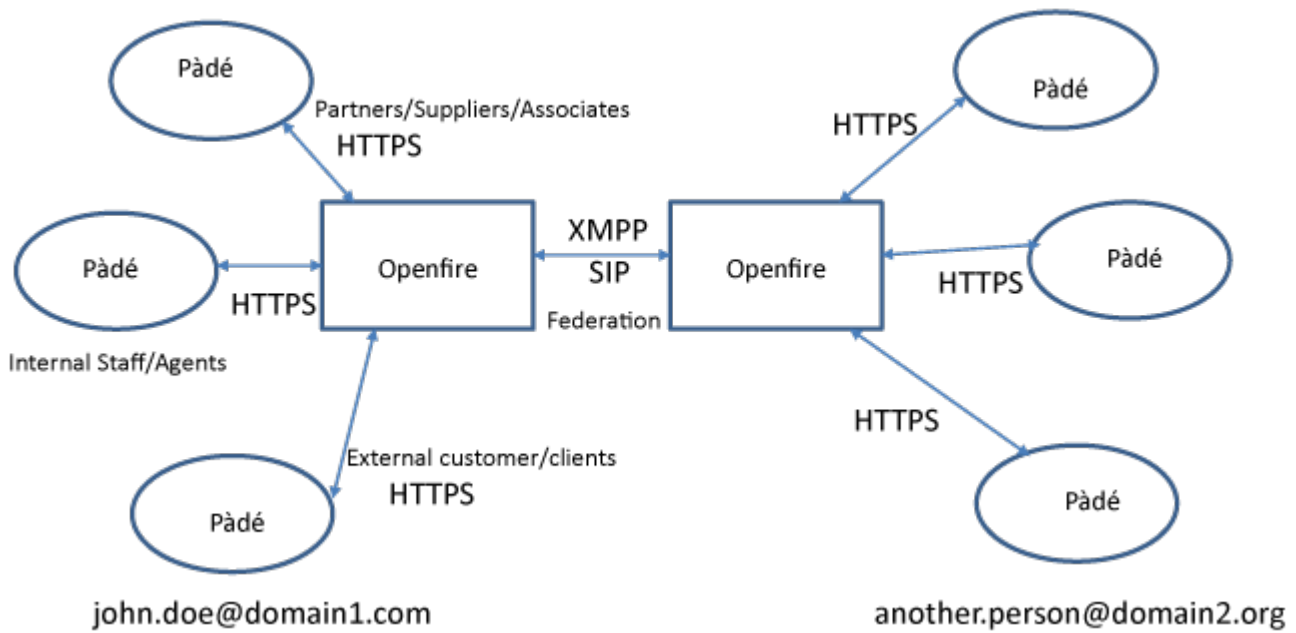 Pàdé
Pàdé
Partners/Suppliers/Associates
HTTPS
HTTPS
XMPP
Openfire
Openfire
SIP
Pàdé
Pàdé
HTTPS
HTTPS
Federation
Internal Staff/Agents
HTTPS
External customer/clients
HTTPS
Pàdé
Pàdé
john.doe@domain1.com
another.person@domain2.org